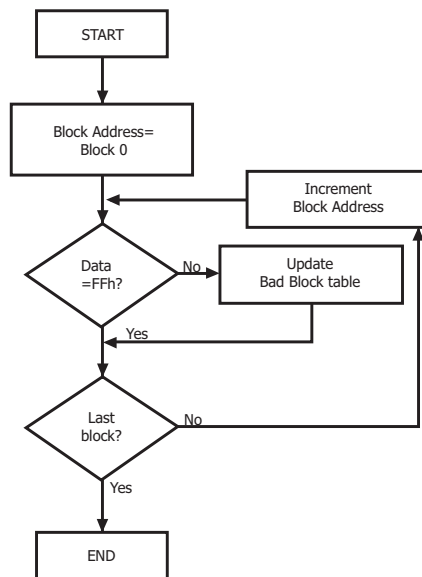 START
Block Address=
Block 0
Increment
Block Address
Data
=FFh?
No
Update
Bad Block table
Yes
Last
block?
No
Yes
END